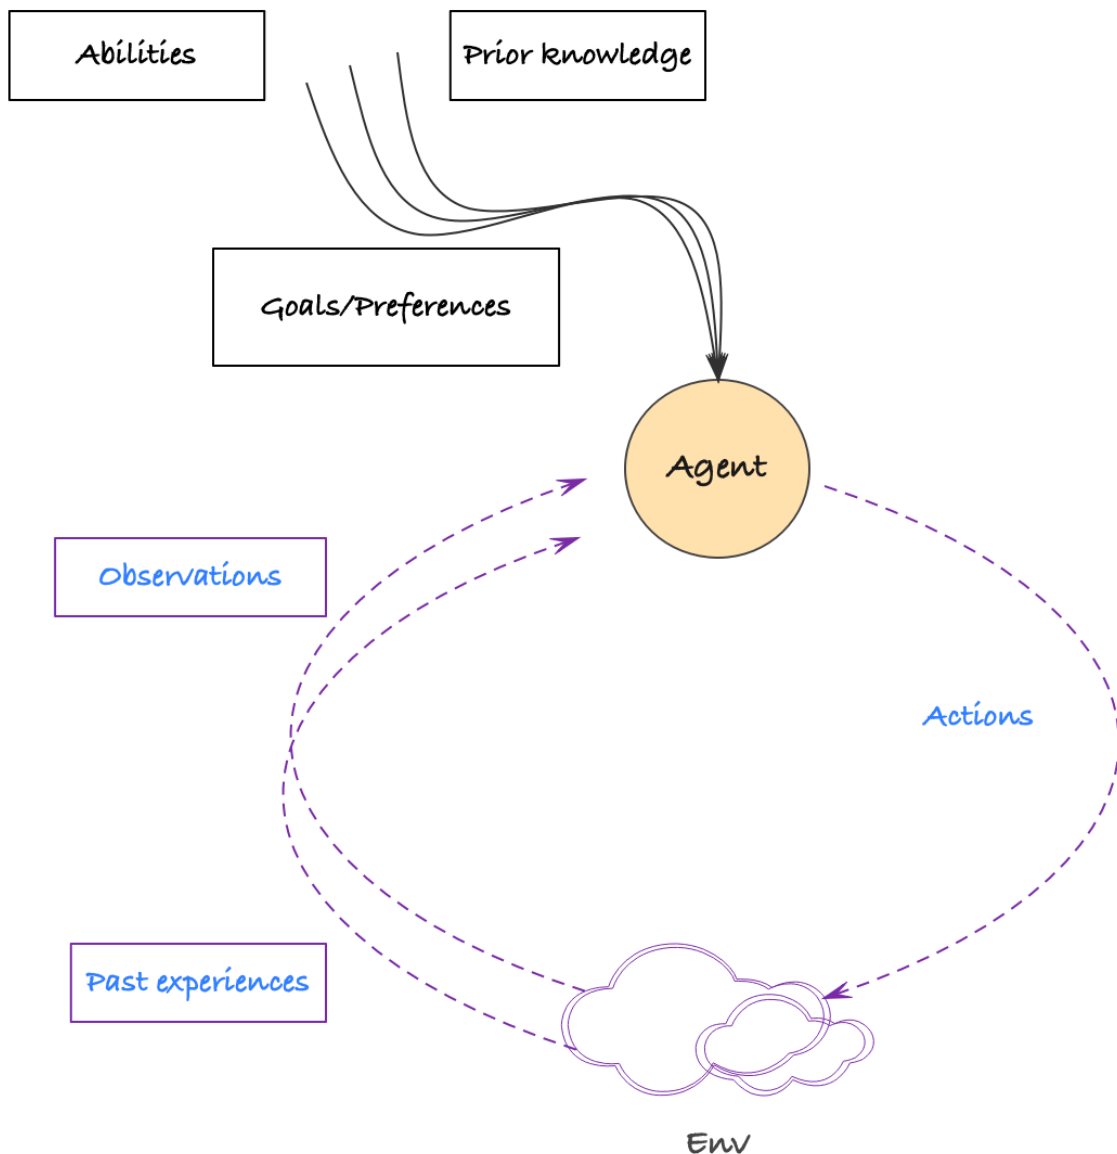 Abilities
Prior knowledge
Goals/Preferences
Agent
Observations
Actions
Past experiences
Env